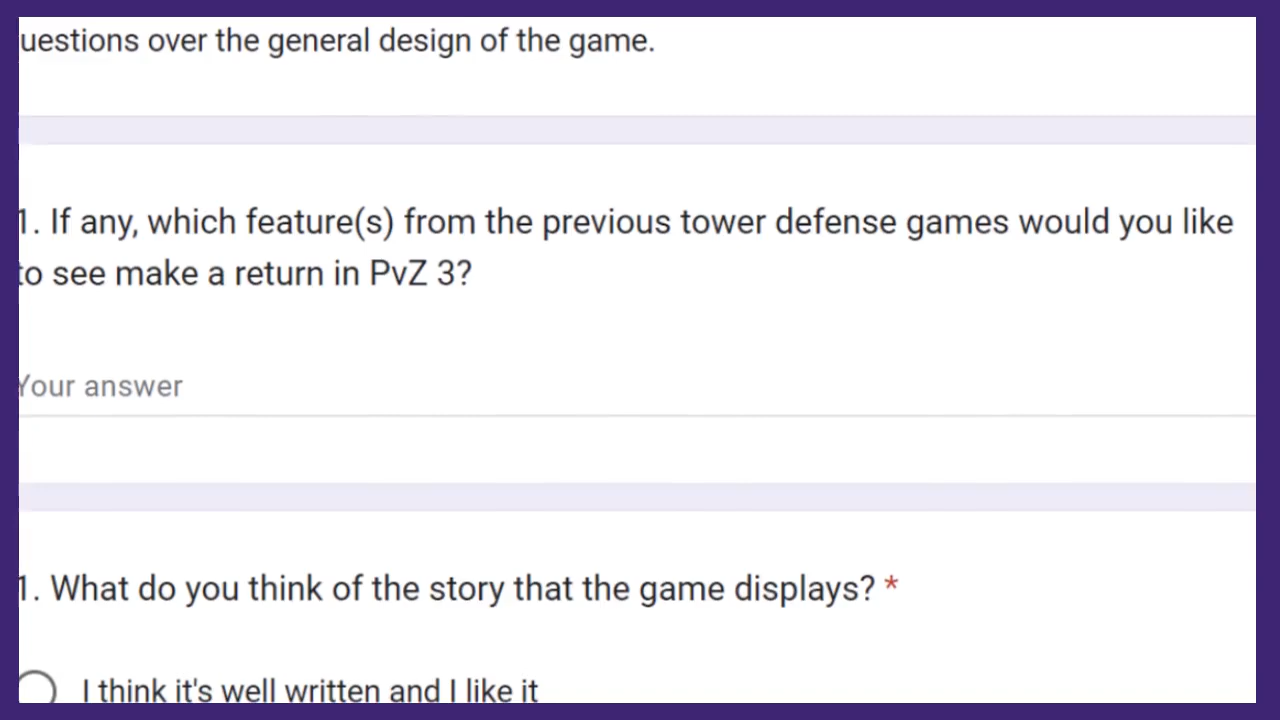 uestions over the general design of the game.
1. If any, which feature(s) from the previous tower defense games would you like
to see make a return in PvZ 3?
Your answer
1. What do you think of the story that the game displays? *
I think it's well written and I like it